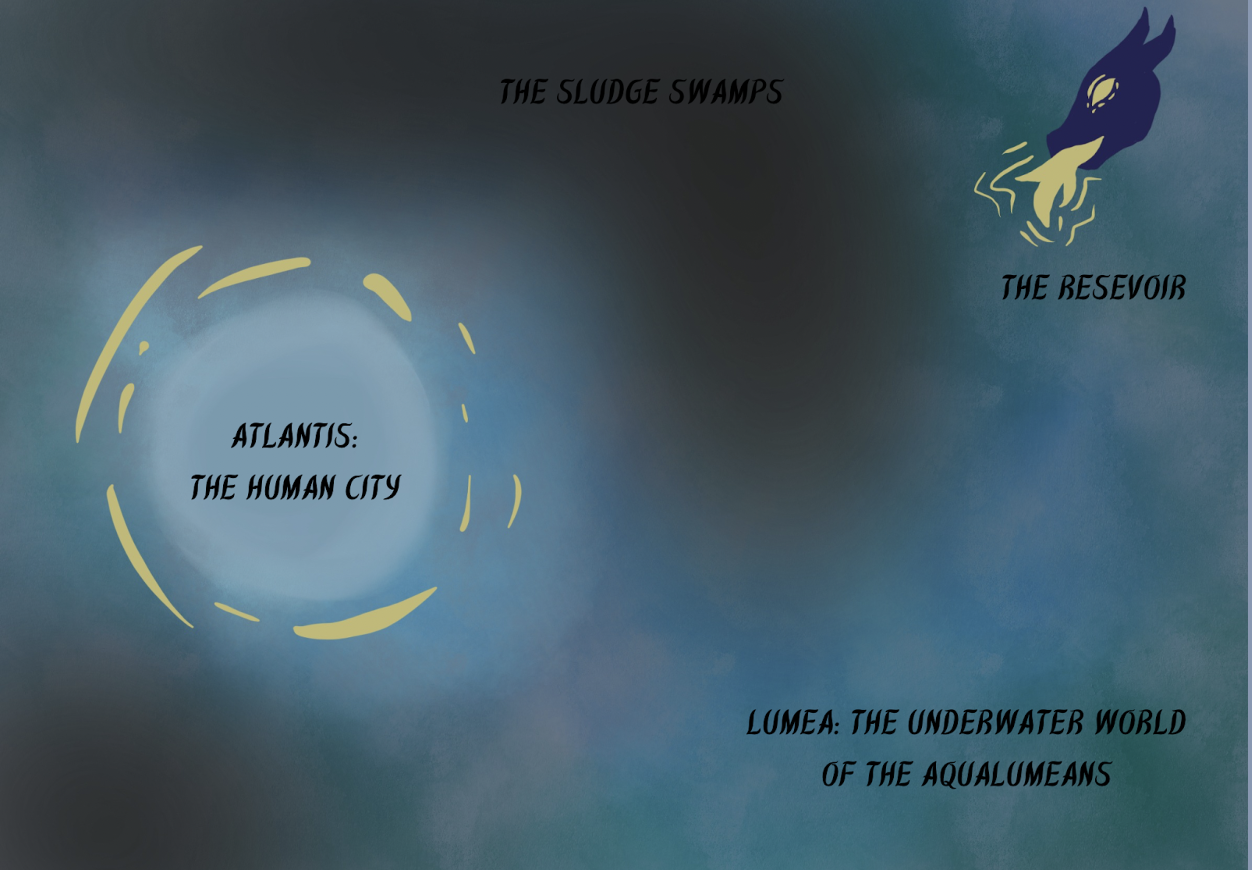 THE SLUDGE SWAMPS
THE RESEVOIR
ATLANTIS:
THE HUMAN CITY
LUMEA: THE UNDERWATER WORLD
OF THE AQUALUMEANS